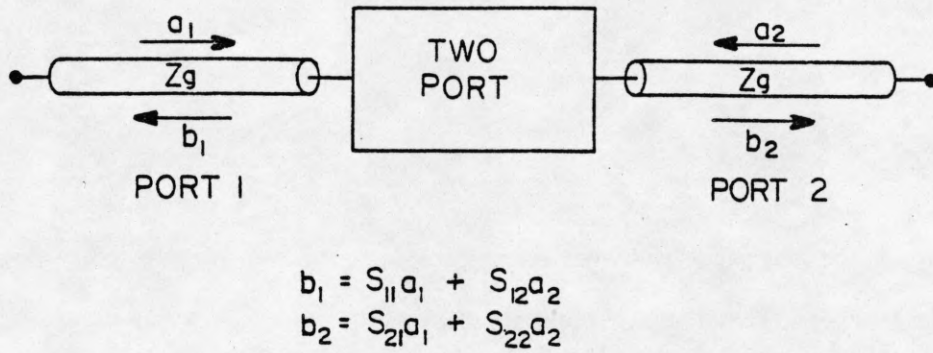 a₁
Zg
b₁
PORT 1
TWO
PORT
a₂
Zg
b₂
PORT 2
b₁ = S₁₁a₁ + S₁₂a₂
b₂ = S₂₁a₁ + S₂₂a₂